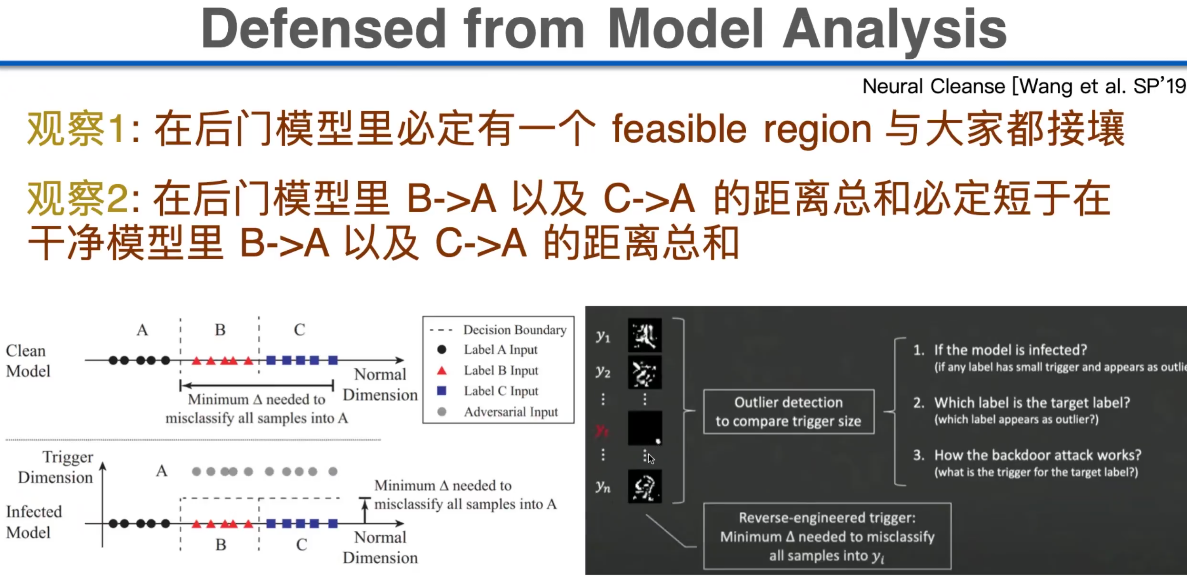 Defensed from Model Analysis
Neural Cleanse [Wang et al. SP'19
观察1: 在后门模型里必定有一个 feasible region 与大家都接壤
观察2: 在后门模型里 B->A 以及 C->A 的距离总和必定短于在
干净模型里 B->A 以及 C->A 的距离总和
A
B
C
Clean
Model
Normal
Dimension
Minimum Δ needed to
misclassify all samples into A
Decision Boundary
Label A Input
Label B Input
Label C Input
Adversarial Input
Trigger
Dimension
A
Minimum Δ needed to
misclassify all samples into A
Infected
Model
B
C
Normal
Dimension
y1
y2
⋮ ⋮
yt
⋮ ⋮
yn
Outlier detection
to compare trigger size
1. If the model is infected?
(if any label has small trigger and appears as outlie
2. Which label is the target label?
(which label appears as outlier?)
3. How the backdoor attack works?
(what is the trigger for the target label?)
Reverse-engineered trigger:
Minimum Δ needed to misclassify
all samples into yi